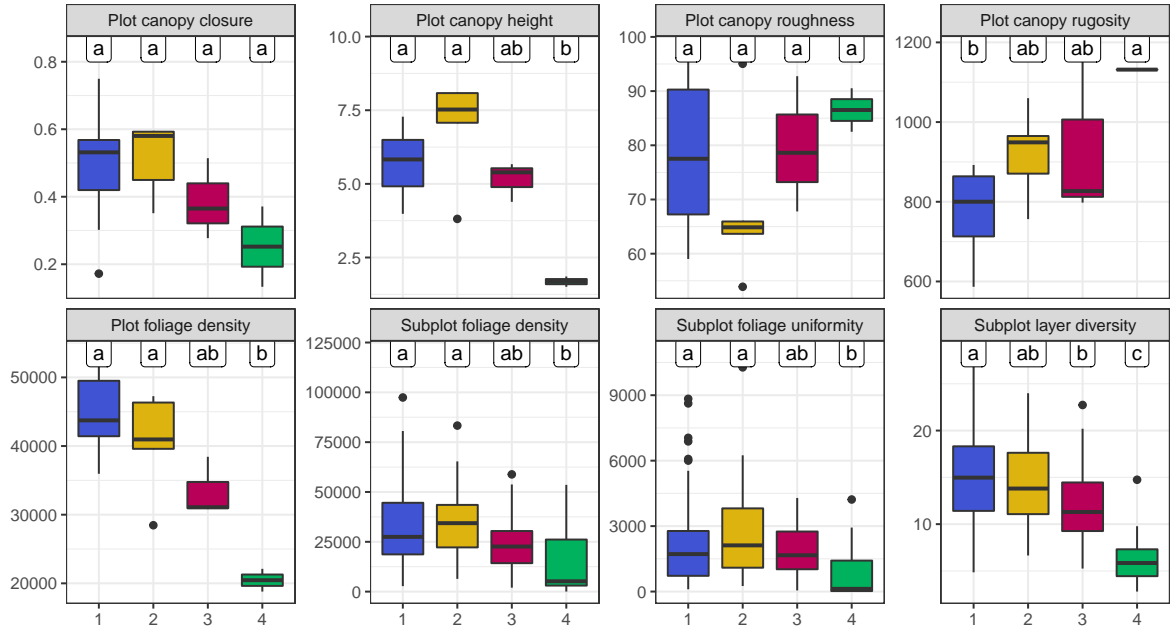 Plot canopy closure
Plot canopy height
Plot canopy roughness
Plot canopy rugosity
a a a a
a a ab b
a a a a
b ab ab a
0.8
0.6
0.4
0.2
10.0
7.5
5.0
2.5
100
90
80
70
60
1200
1000
800
600
Plot foliage density
Subplot foliage density
Subplot foliage uniformity
Subplot layer diversity
a a ab b
a a ab b
a a ab b
a ab b c
50000
40000
30000
20000
125000
100000
75000
50000
25000
0
9000
6000
3000
0
20
10
1 2 3 4
1 2 3 4
1 2 3 4
1 2 3 4